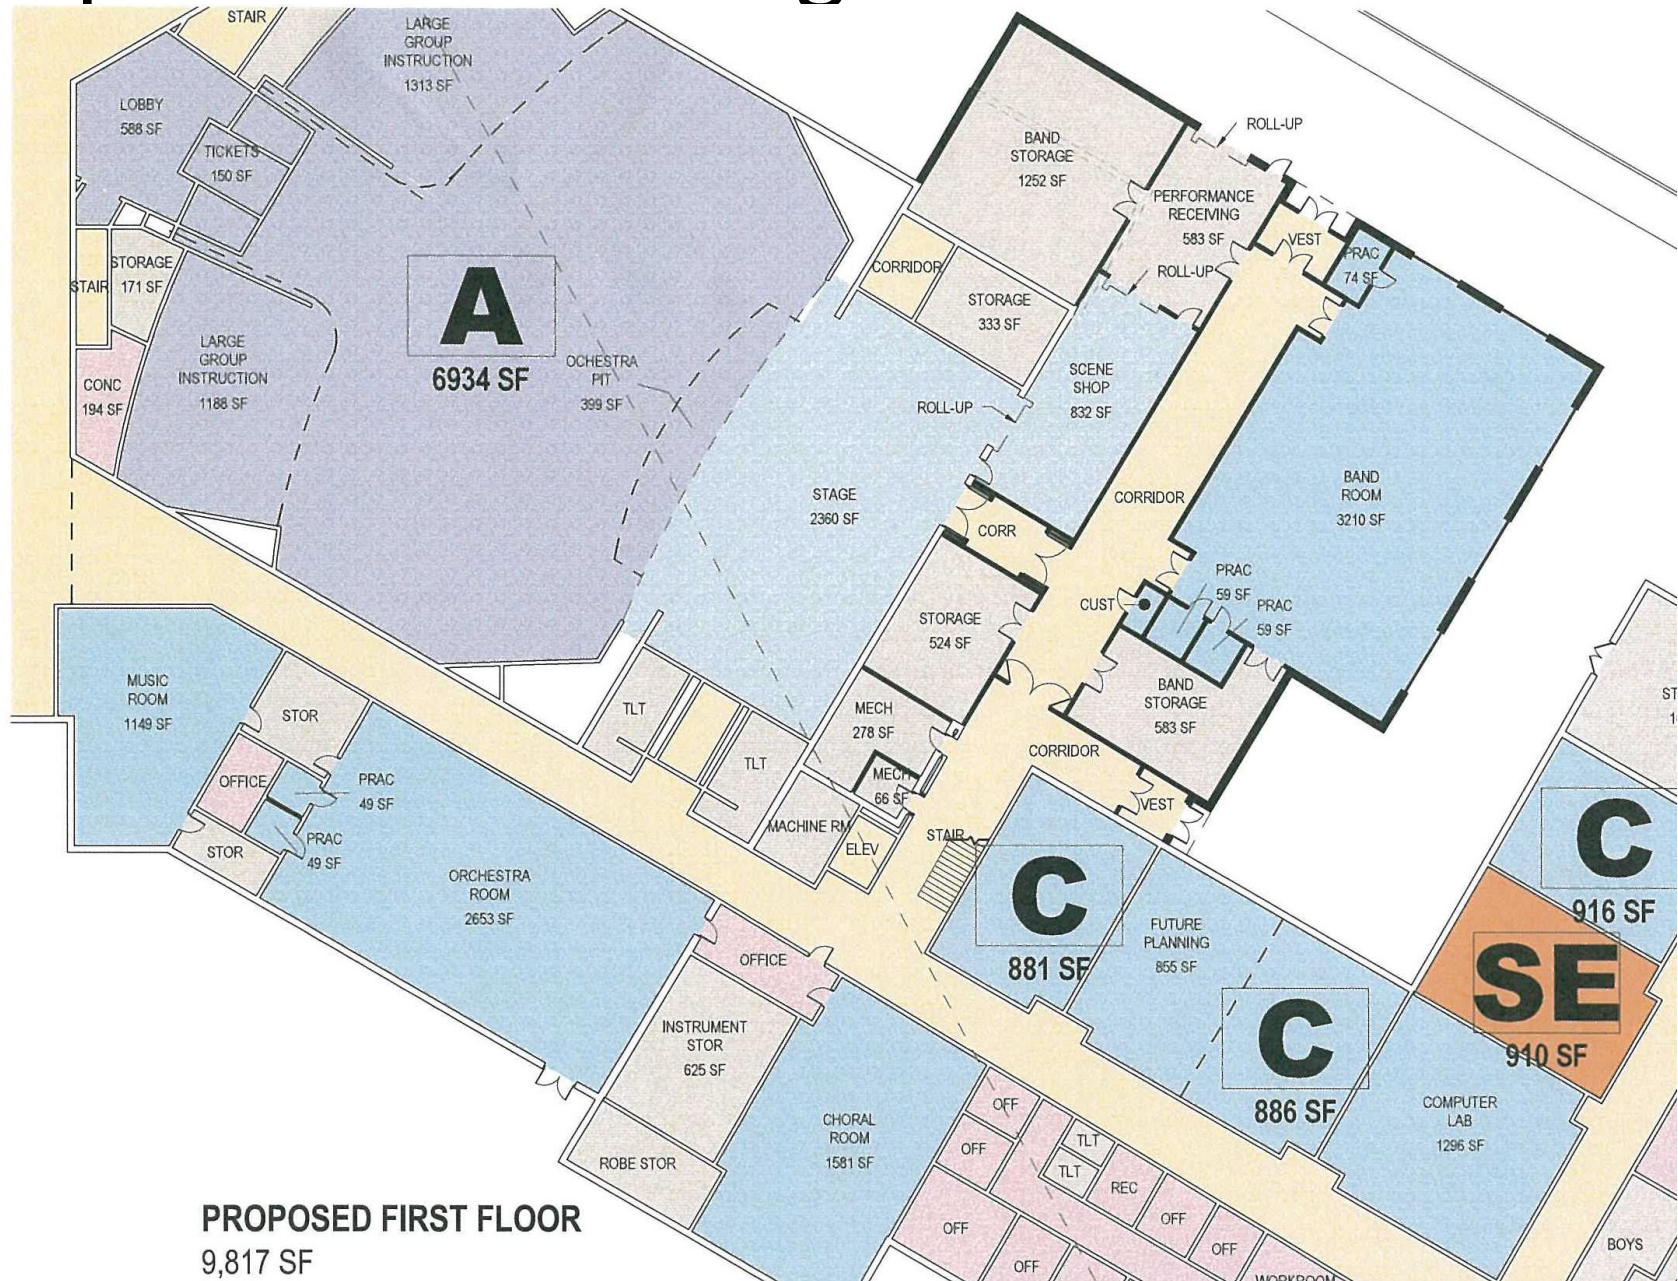 STAIR
LARGE
GROUP
INSTRUCTION
1313 SF
LOBBY
588 SF
TICKETS
150 SF
STORAGE
171 SF
STAIR
CONC
194 SF
LARGE
GROUP
INSTRUCTION
1188 SF
A
6934 SF
OCHESTRA
PIT
399 SF
BAND
STORAGE
1252 SF
ROLL-UP
PERFORMANCE
RECEIVING
583 SF
ROLL-UP
VEST
PRAC
74 SF
CORRIDOR
STORAGE
333 SF
SCENE
SHOP
832 SF
ROLL-UP
STAGE
2360 SF
CORR
CORRIDOR
BAND
ROOM
3210 SF
PRAC
59 SF
PRAC
59 SF
CUST
STORAGE
524 SF
BAND
STORAGE
583 SF
MECH
278 SF
MECH
66 SF
CORRIDOR
VEST
TLT
TLT
MACHINE RM
ELEV
STAIR
MUSIC
ROOM
1149 SF
STOR
OFFICE
PRAC
49 SF
PRAC
49 SF
STOR
ORCHESTRA
ROOM
2653 SF
OFFICE
INSTRUMENT
STOR
625 SF
ROBE STOR
CHORAL
ROOM
1581 SF
C
881 SF
FUTURE
PLANNING
855 SF
C
886 SF
C
916 SF
SE
910 SF
COMPUTER
LAB
1296 SF
OFF
OFF
TLT
TLT
REC
OFF
OFF
OFF
OFF
WORKROOM
BOYS
PROPOSED FIRST FLOOR
9,817 SF